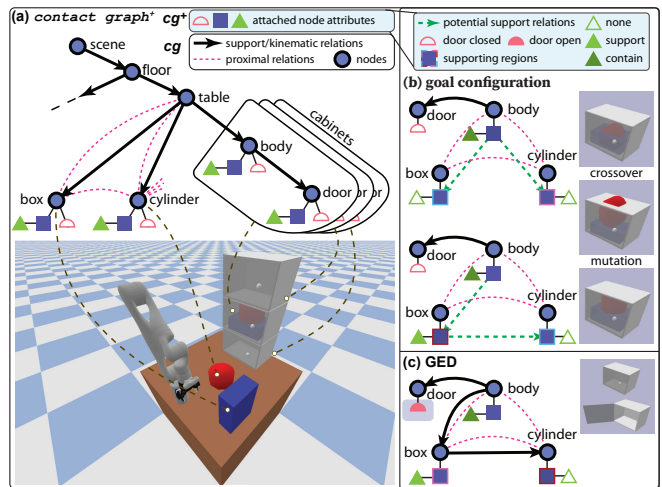 (a) contact graph+ cg+
attached node attributes
cg
support/kinematic relations
proximal relations
nodes
potential support relations
none
door closed
door open
support
supporting regions
contain
scene
floor
table
cabinets
body
door or or
box
cylinder
(b) goal configuration
door
body
box
cylinder
crossover
mutation
door
body
box
cylinder
(c) GED
door
body
box
cylinder